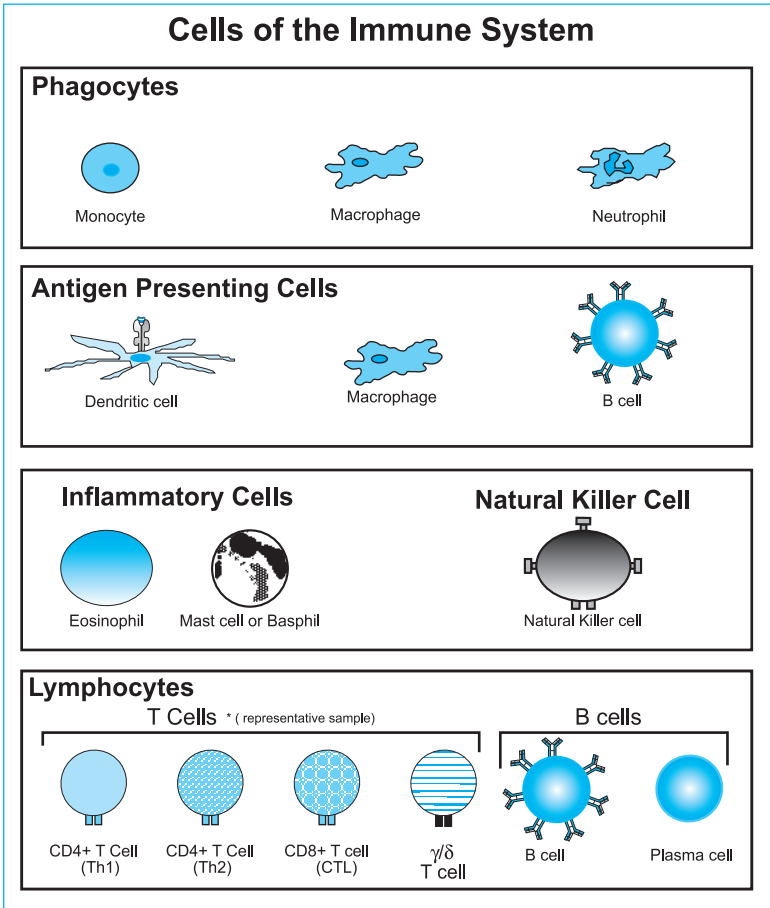 Cells of the Immune System
Phagocytes
Monocyte
Macrophage
Neutrophil
Antigen Presenting Cells
Dendritic cell
Macrophage
B cell
Inflammatory Cells
Natural Killer Cell
Eosinophil
Mast cell or Basphil
Natural Killer cell
Lymphocytes
T Cells * ( representative sample)
B cells
CD4+ T Cell
(Th1)
CD4+ T Cell
(Th2)
CD8+ T cell
(CTL)
γ/δ
T cell
B cell
Plasma cell